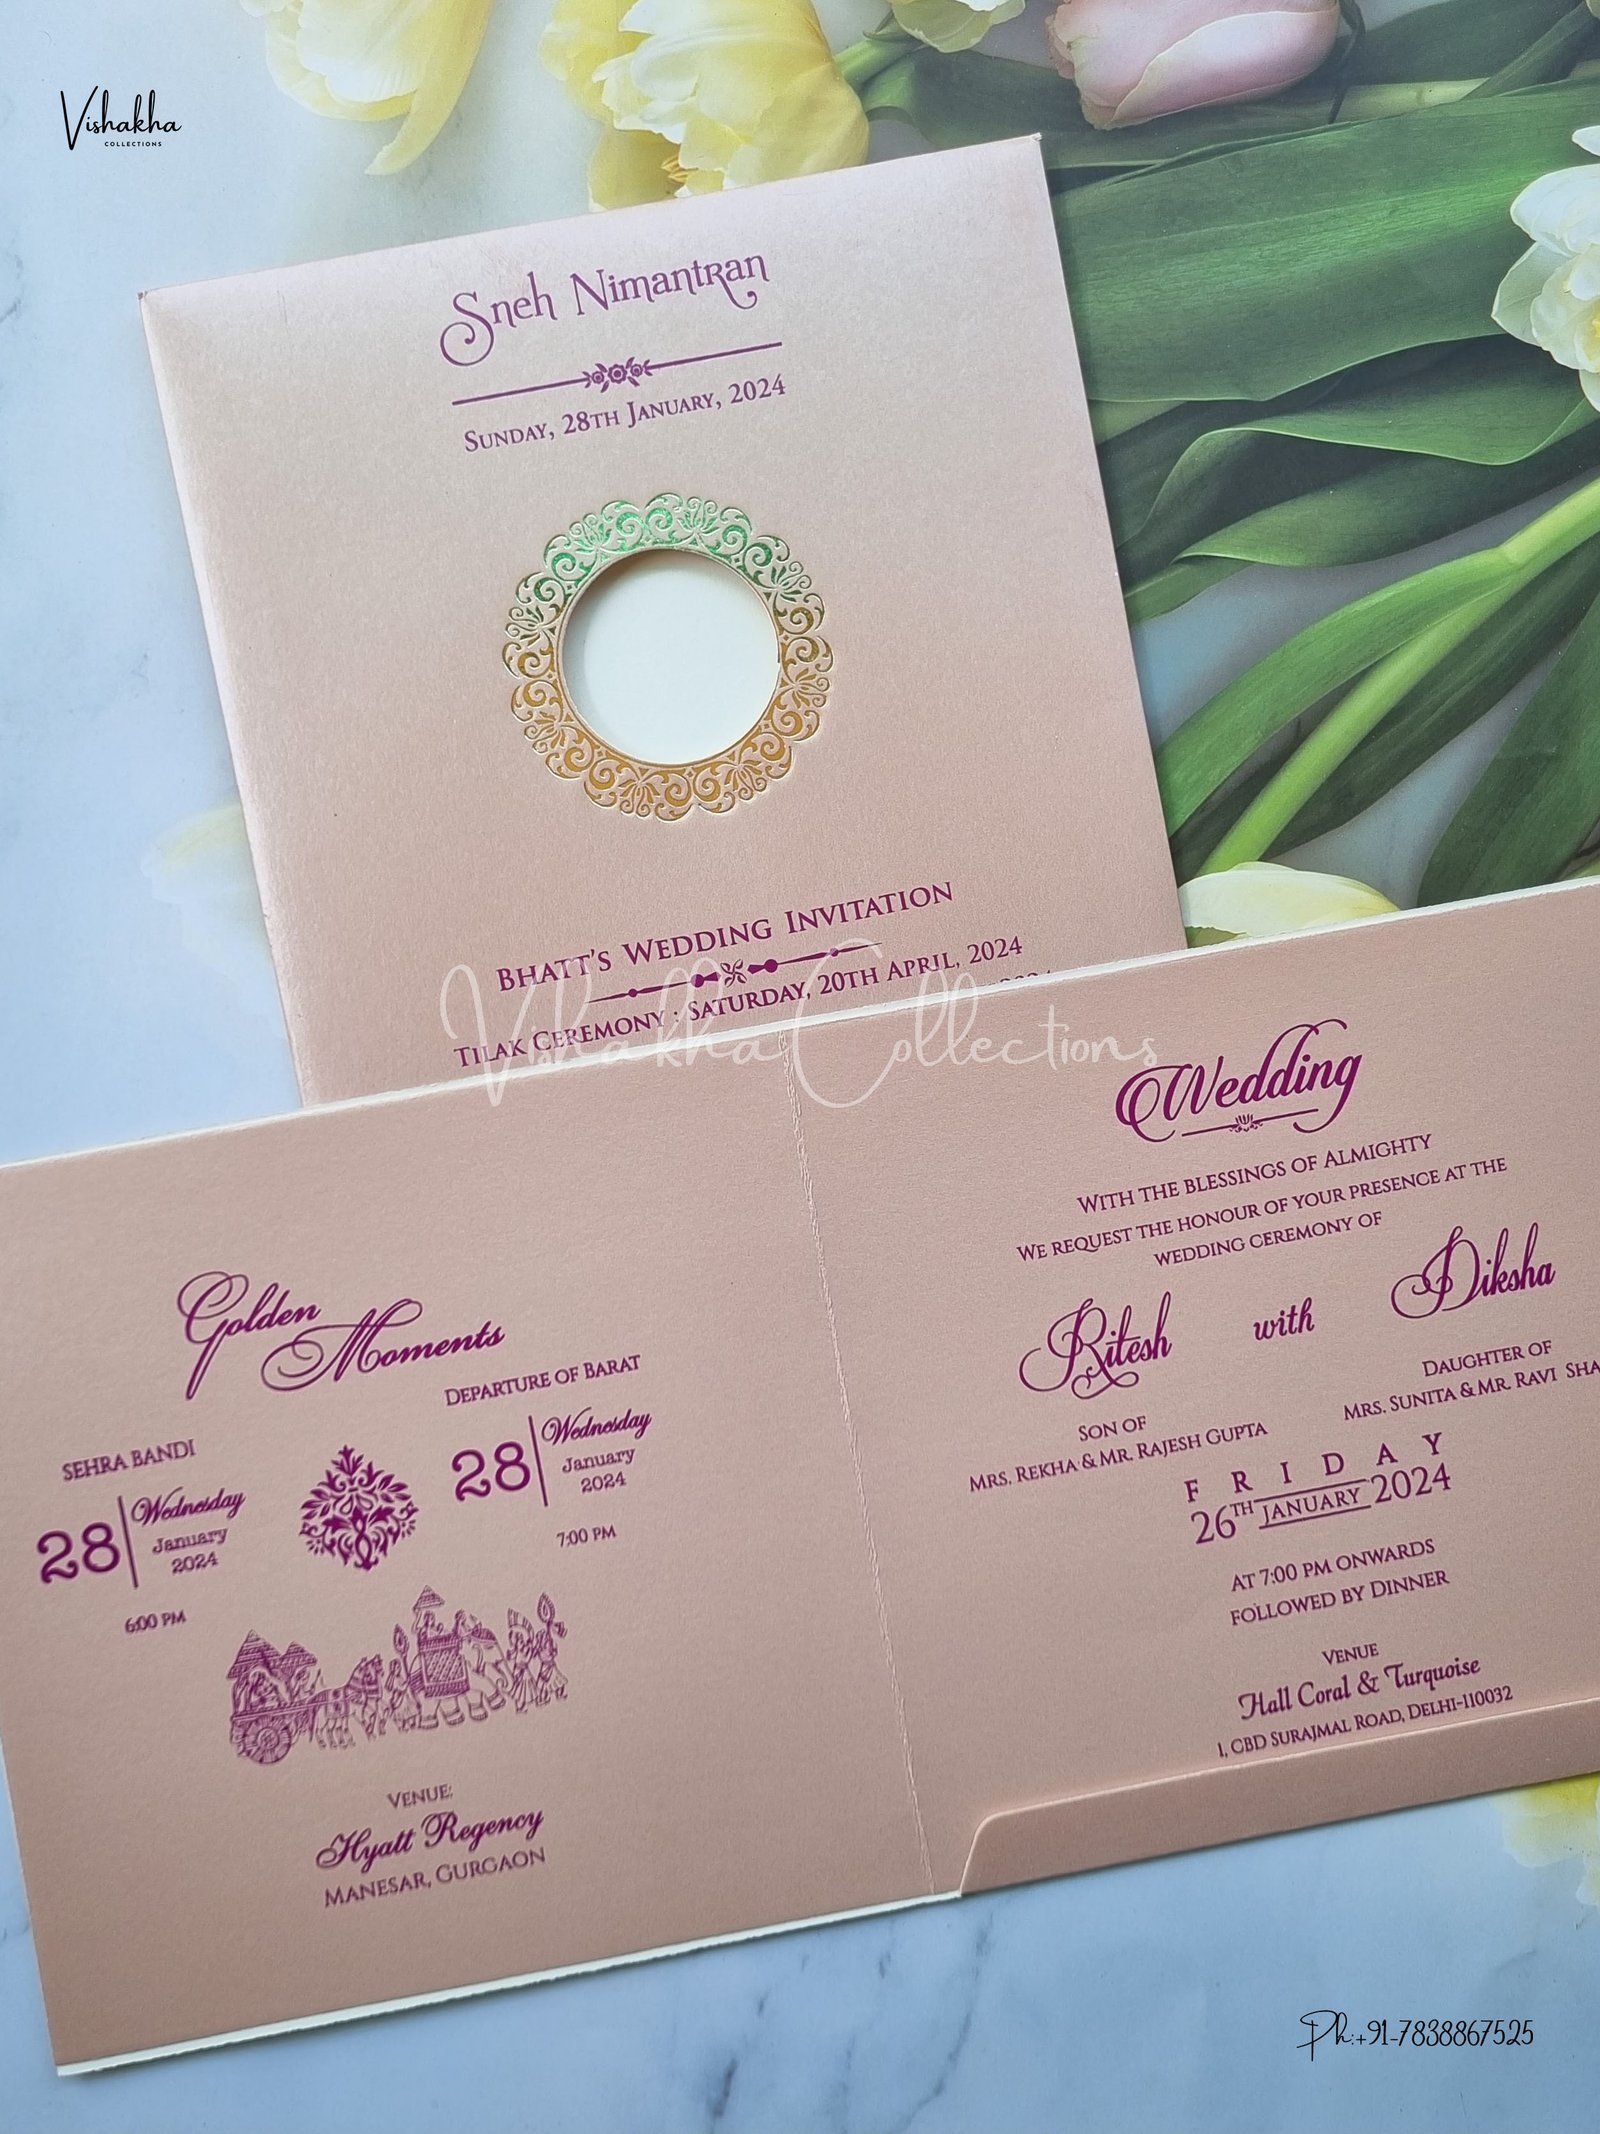 Vishakha
COLLECTIONS
Sneh Nimantran
Sunday, 28th January, 2024
Bhatt's Wedding Invitation
Tilak Ceremony : Saturday, 20th April, 2024
Vishakha Collections
Golden
Moments
Departure of Barat
28 Wednesday
January
2024
7:00 PM
Sehra Bandi
28 Wednesday
January
2024
6:00 PM
Venue:
Hyatt Regency
Manesar, Gurgaon
Wedding
With the blessings of Almighty
We request the honour of your presence at the
wedding ceremony of
Ritesh with Diksha
Son of
Mrs. Rekha & Mr. Rajesh Gupta
Daughter of
Mrs. Sunita & Mr. Ravi Sha
FRIDAY
26TH JANUARY 2024
At 7:00 PM onwards
followed by Dinner
Venue
Hall Coral & Turquoise
1, CBD Surajmal Road, Delhi-110032
Ph:+91-7838867525